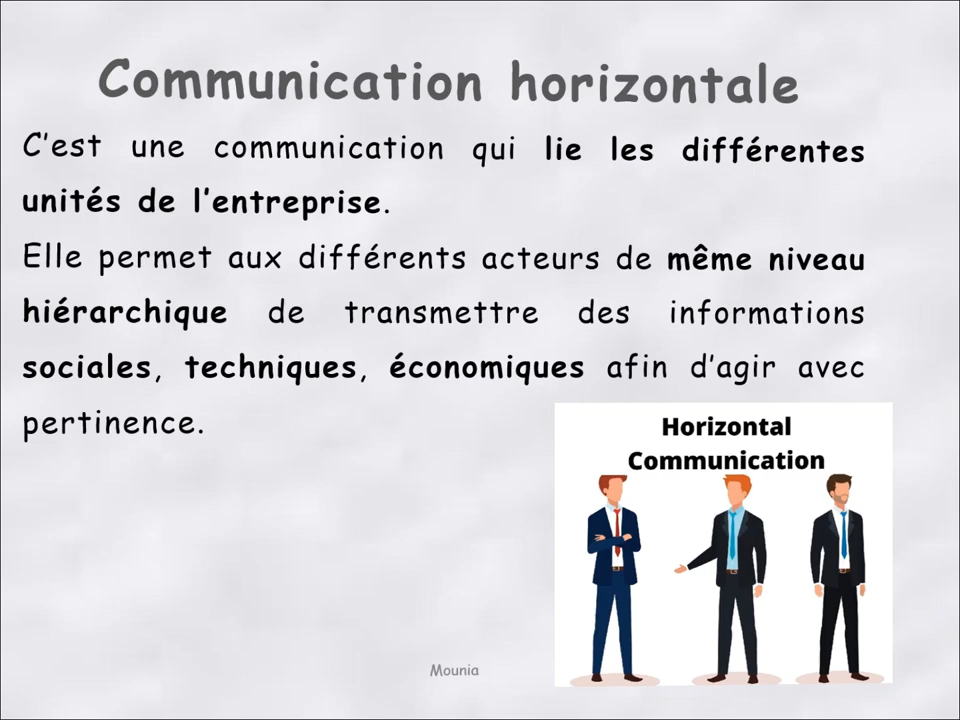 Communication horizontale
C'est une communication qui lie les différentes
unités de l'entreprise.
Elle permet aux différents acteurs de même niveau
hiérarchique de transmettre des informations
sociales, techniques, économiques afin d'agir avec
pertinence.
Horizontal
Communication
Mounia